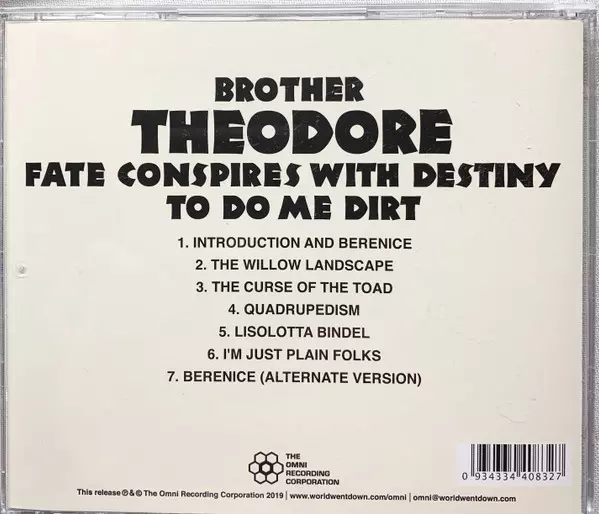 BROTHER
THEODORE
FATE CONSPIRES WITH DESTINY
TO DO ME DIRT
1. INTRODUCTION AND BERENICE
2. THE WILLOW LANDSCAPE
3. THE CURSE OF THE TOAD
4. QUADRUPEDISM
5. LISOLOTTA BINDEL
6. I'M JUST PLAIN FOLKS
7. BERENICE (ALTERNATE VERSION)
THE
OMNI
RECORDING
CORPORATION
0 934334 408327
This release ℗ & © The Omni Recording Corporation 2019 | www.worldwentdown.com/omni | omni@worldwentdown.com